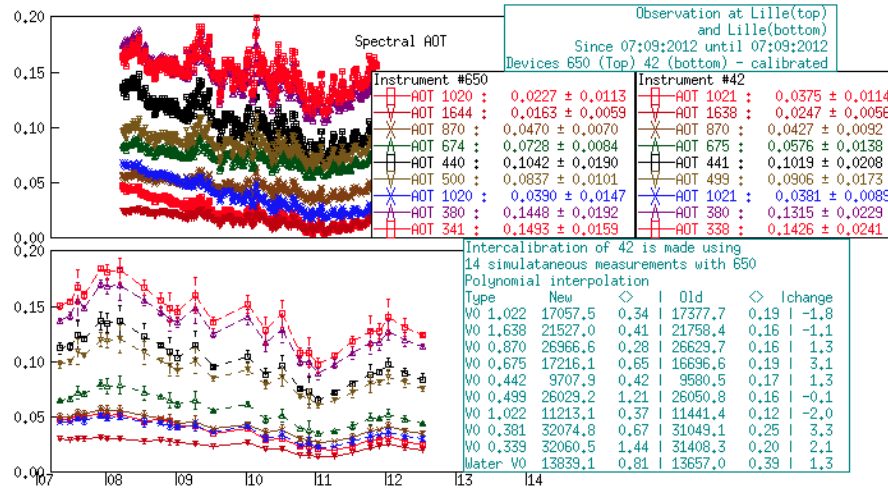 Observation at Lille(top)
and Lille(bottom)
Since 07:09:2012 until 07:09:2012
Devices 650 (Top) 42 (bottom) - calibrated
Spectral AOT
0.20
0.15
0.10
0.05
0.00
Instrument #650
AOT 1020 : 0.0227 ± 0.0113
AOT 1644 : 0.0163 ± 0.0059
AOT 870 : 0.0470 ± 0.0070
AOT 674 : 0.0728 ± 0.0084
AOT 440 : 0.1042 ± 0.0190
AOT 500 : 0.0837 ± 0.0101
AOT 1020 : 0.0390 ± 0.0147
AOT 380 : 0.1448 ± 0.0192
AOT 341 : 0.1493 ± 0.0159
Instrument #42
AOT 1021 : 0.0375 ± 0.0114
AOT 1638 : 0.0247 ± 0.0056
AOT 870 : 0.0427 ± 0.0092
AOT 675 : 0.0576 ± 0.0138
AOT 441 : 0.1019 ± 0.0208
AOT 499 : 0.0906 ± 0.0173
AOT 1021 : 0.0381 ± 0.0089
AOT 380 : 0.1315 ± 0.0229
AOT 338 : 0.1426 ± 0.0241
0.20
0.15
0.10
0.05
0.00
07 08 09 10 11 12 13 14
Intercalibration of 42 is made using
14 simulataneous measurements with 650
Polynomial interpolation
Type New <> | Old <> |change
V0 1.022 17057.5 0.34 | 17377.7 0.19 | -1.8
V0 1.638 21527.0 0.41 | 21758.4 0.16 | -1.1
V0 0.870 26966.6 0.28 | 26629.7 0.16 | 1.3
V0 0.675 17216.1 0.65 | 16696.6 0.19 | 3.1
V0 0.442 9707.9 0.42 | 9580.5 0.17 | 1.3
V0 0.499 26029.2 1.21 | 26050.8 0.16 | -0.1
V0 1.022 11213.1 0.37 | 11441.4 0.12 | -2.0
V0 0.381 32074.8 0.67 | 31049.1 0.25 | 3.3
V0 0.339 32060.5 1.44 | 31408.3 0.20 | 2.1
Water V0 13839.1 0.81 | 13657.0 0.39 | 1.3